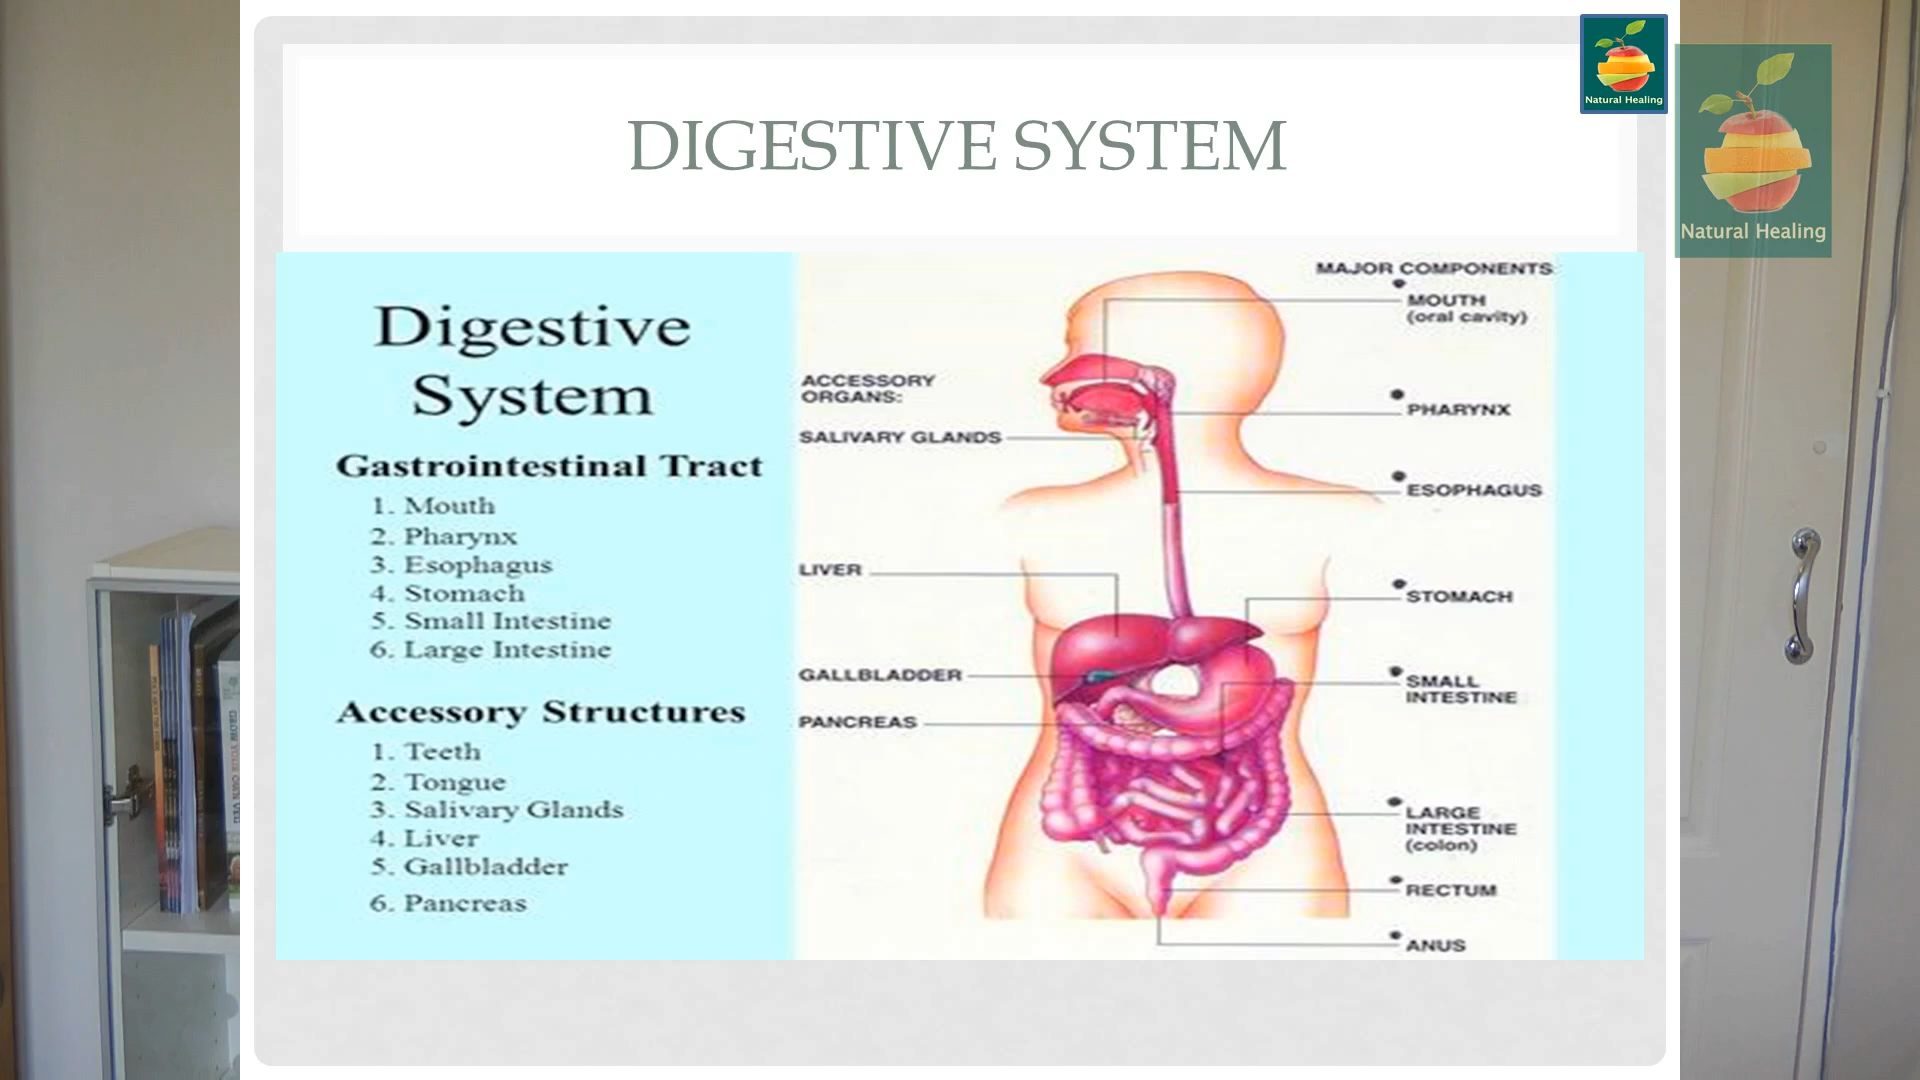 DIGESTIVE SYSTEM
Natural Healing
Natural Healing
Digestive
System
Gastrointestinal Tract
1. Mouth
2. Pharynx
3. Esophagus
4. Stomach
5. Small Intestine
6. Large Intestine
Accessory Structures
1. Teeth
2. Tongue
3. Salivary Glands
4. Liver
5. Gallbladder
6. Pancreas
ACCESSORY
ORGANS:
SALIVARY GLANDS
LIVER
GALLBLADDER
PANCREAS
MAJOR COMPONENTS
MOUTH
(oral cavity)
PHARYNX
ESOPHAGUS
STOMACH
SMALL
INTESTINE
LARGE
INTESTINE
(colon)
RECTUM
ANUS